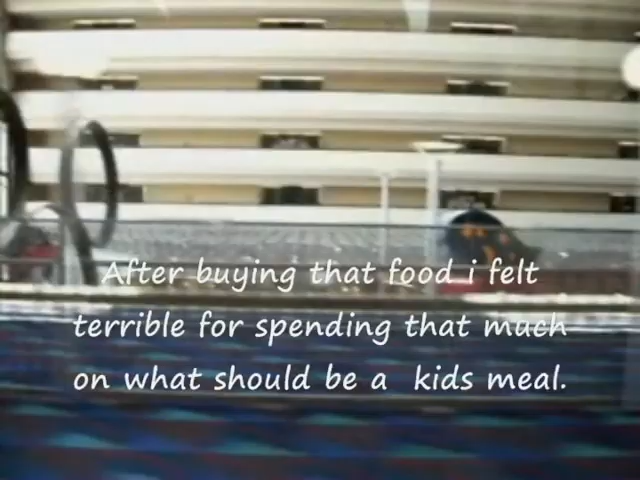 After buying that food i felt
terrible for spending that much
on what should be a kids meal.